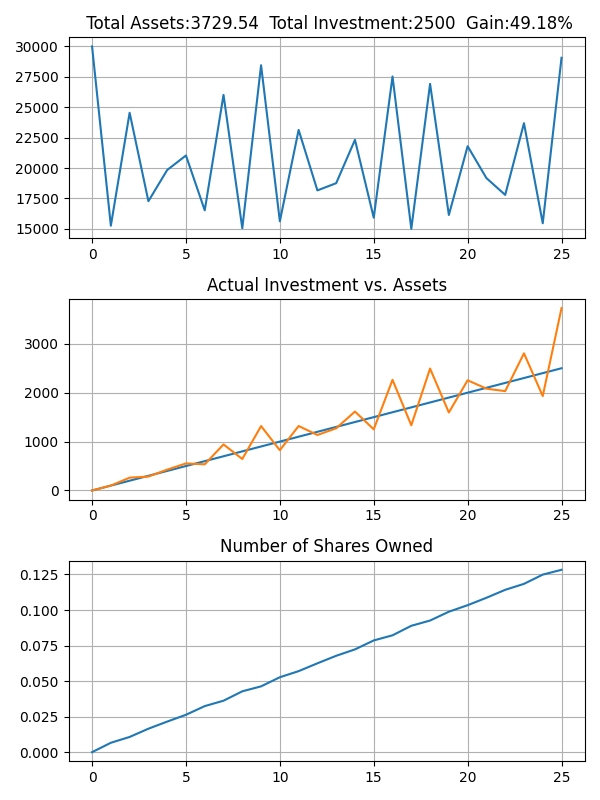 Total Assets:3729.54  Total Investment:2500  Gain:49.18%
30000
27500
25000
22500
20000
17500
15000
0 5 10 15 20 25
Actual Investment vs. Assets
3000
2000
1000
0
0 5 10 15 20 25
Number of Shares Owned
0.125
0.100
0.075
0.050
0.025
0.000
0 5 10 15 20 25